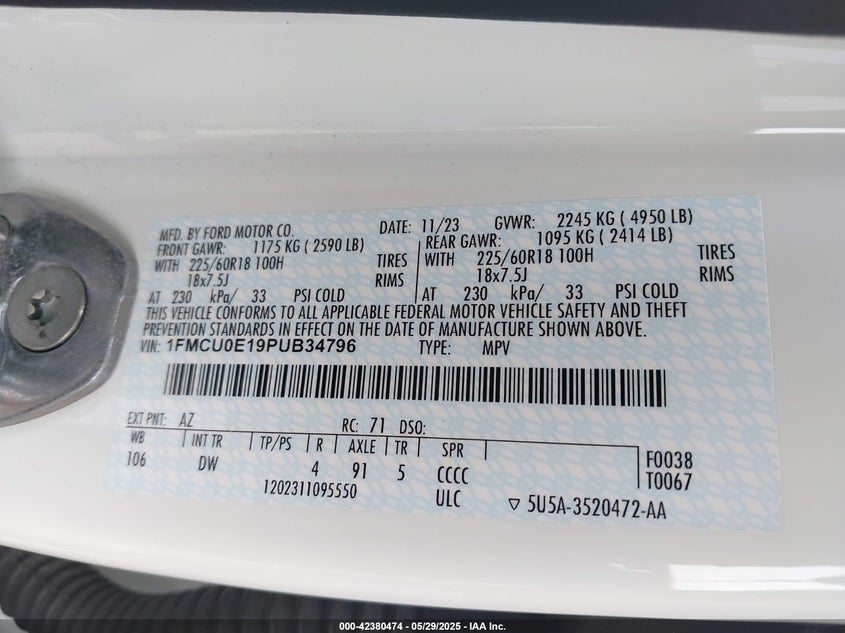 MFD. BY FORD MOTOR CO. DATE: 11/23 GVWR: 2245 KG ( 4950 LB)
FRONT GAWR: 1175 KG ( 2590 LB) REAR GAWR: 1095 KG ( 2414 LB)
WITH 225/60R18 100H TIRES WITH 225/60R18 100H TIRES
18x7.5J RIMS 18x7.5J RIMS
AT 230 kPa/ 33 PSI COLD AT 230 kPa/ 33 PSI COLD
THIS VEHICLE CONFORMS TO ALL APPLICABLE FEDERAL MOTOR VEHICLE SAFETY AND THEFT
PREVENTION STANDARDS IN EFFECT ON THE DATE OF MANUFACTURE SHOWN ABOVE.
VIN: 1FMCU0E19PUB34796 TYPE: MPV
EXT PNT: AZ RC: 71 DSO:
WB INT TR TP/PS R AXLE TR SPR
106 DW 4 91 5 CCCC F0038
1202311095550 ULC T0067
▽ 5U5A-3520472-AA
000-42380474 — 05/29/2025 — IAA Inc.